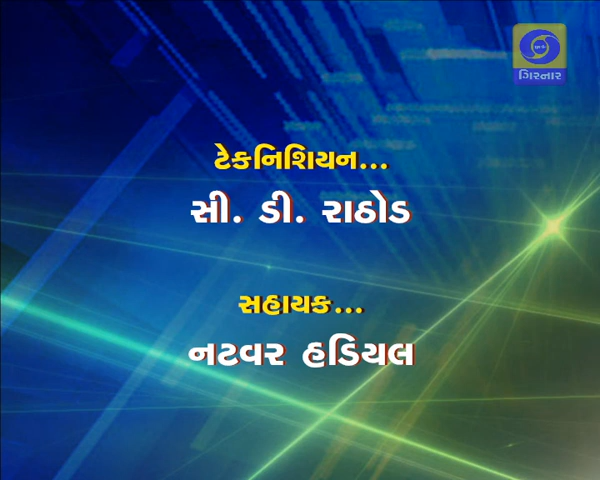 ગિરનાર
ટેકનિશિયન...
સી. ડી. રાઠોડ
સહાયક...
નટવર હડિયલ